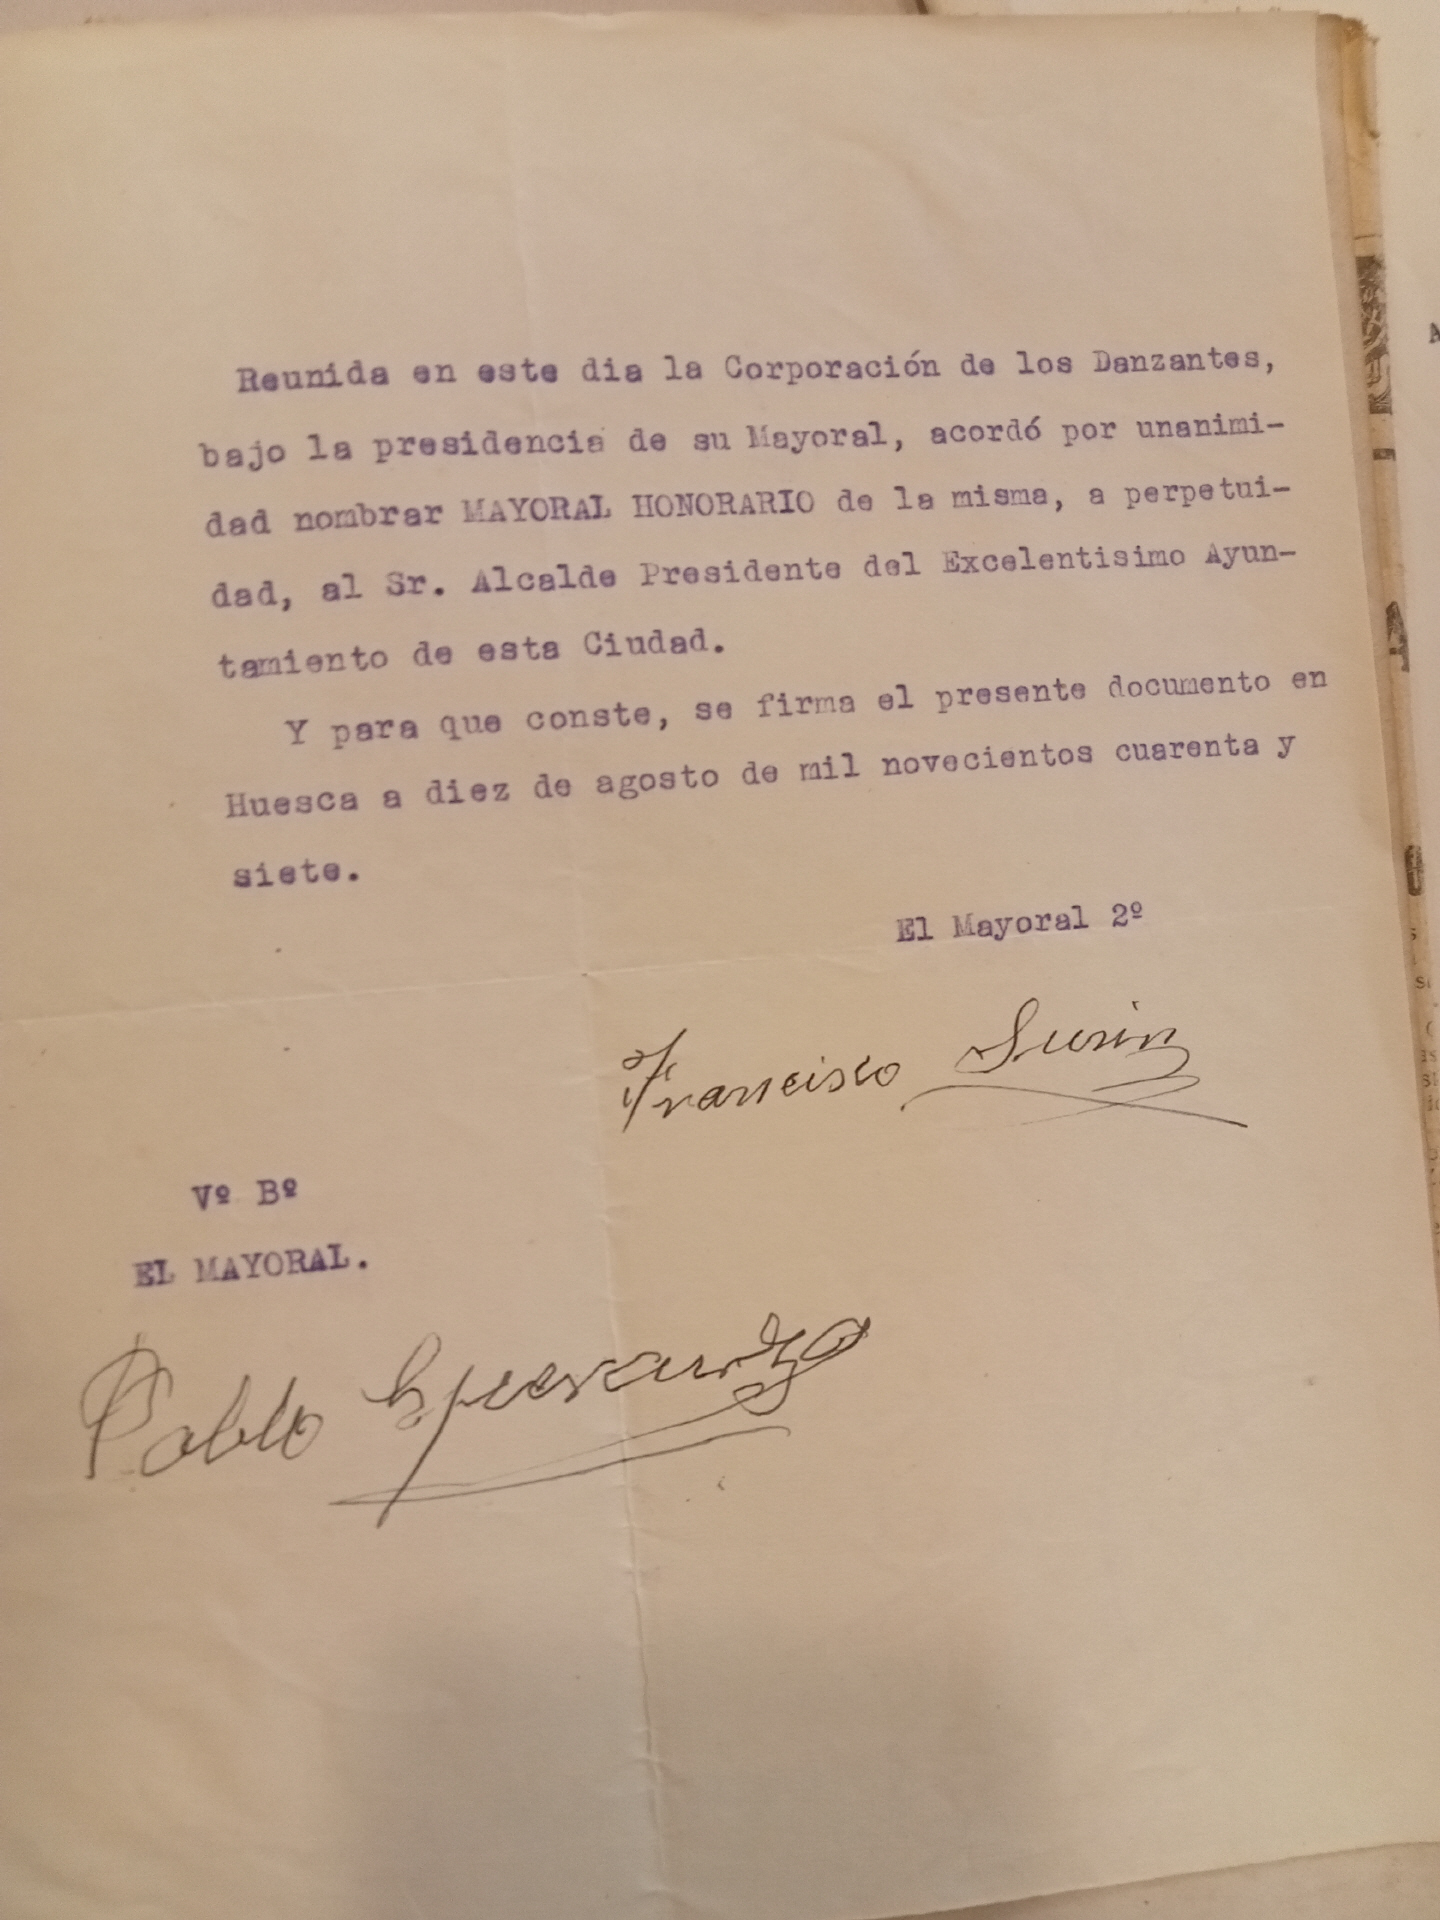 Reunida en este dia la Corporación de los Danzantes,
bajo la presidencia de su Mayoral, acordó por unanimi-
dad nombrar MAYORAL HONORARIO de la misma, a perpetui-
dad, al Sr. Alcalde Presidente del Excelentisimo Ayun-
tamiento de esta Ciudad.
Y para que conste, se firma el presente documento en
Huesca a diez de agosto de mil novecientos cuarenta y
siete.
El Mayoral 2º
Francisco Susín
Vº Bº
EL MAYORAL.
Pablo